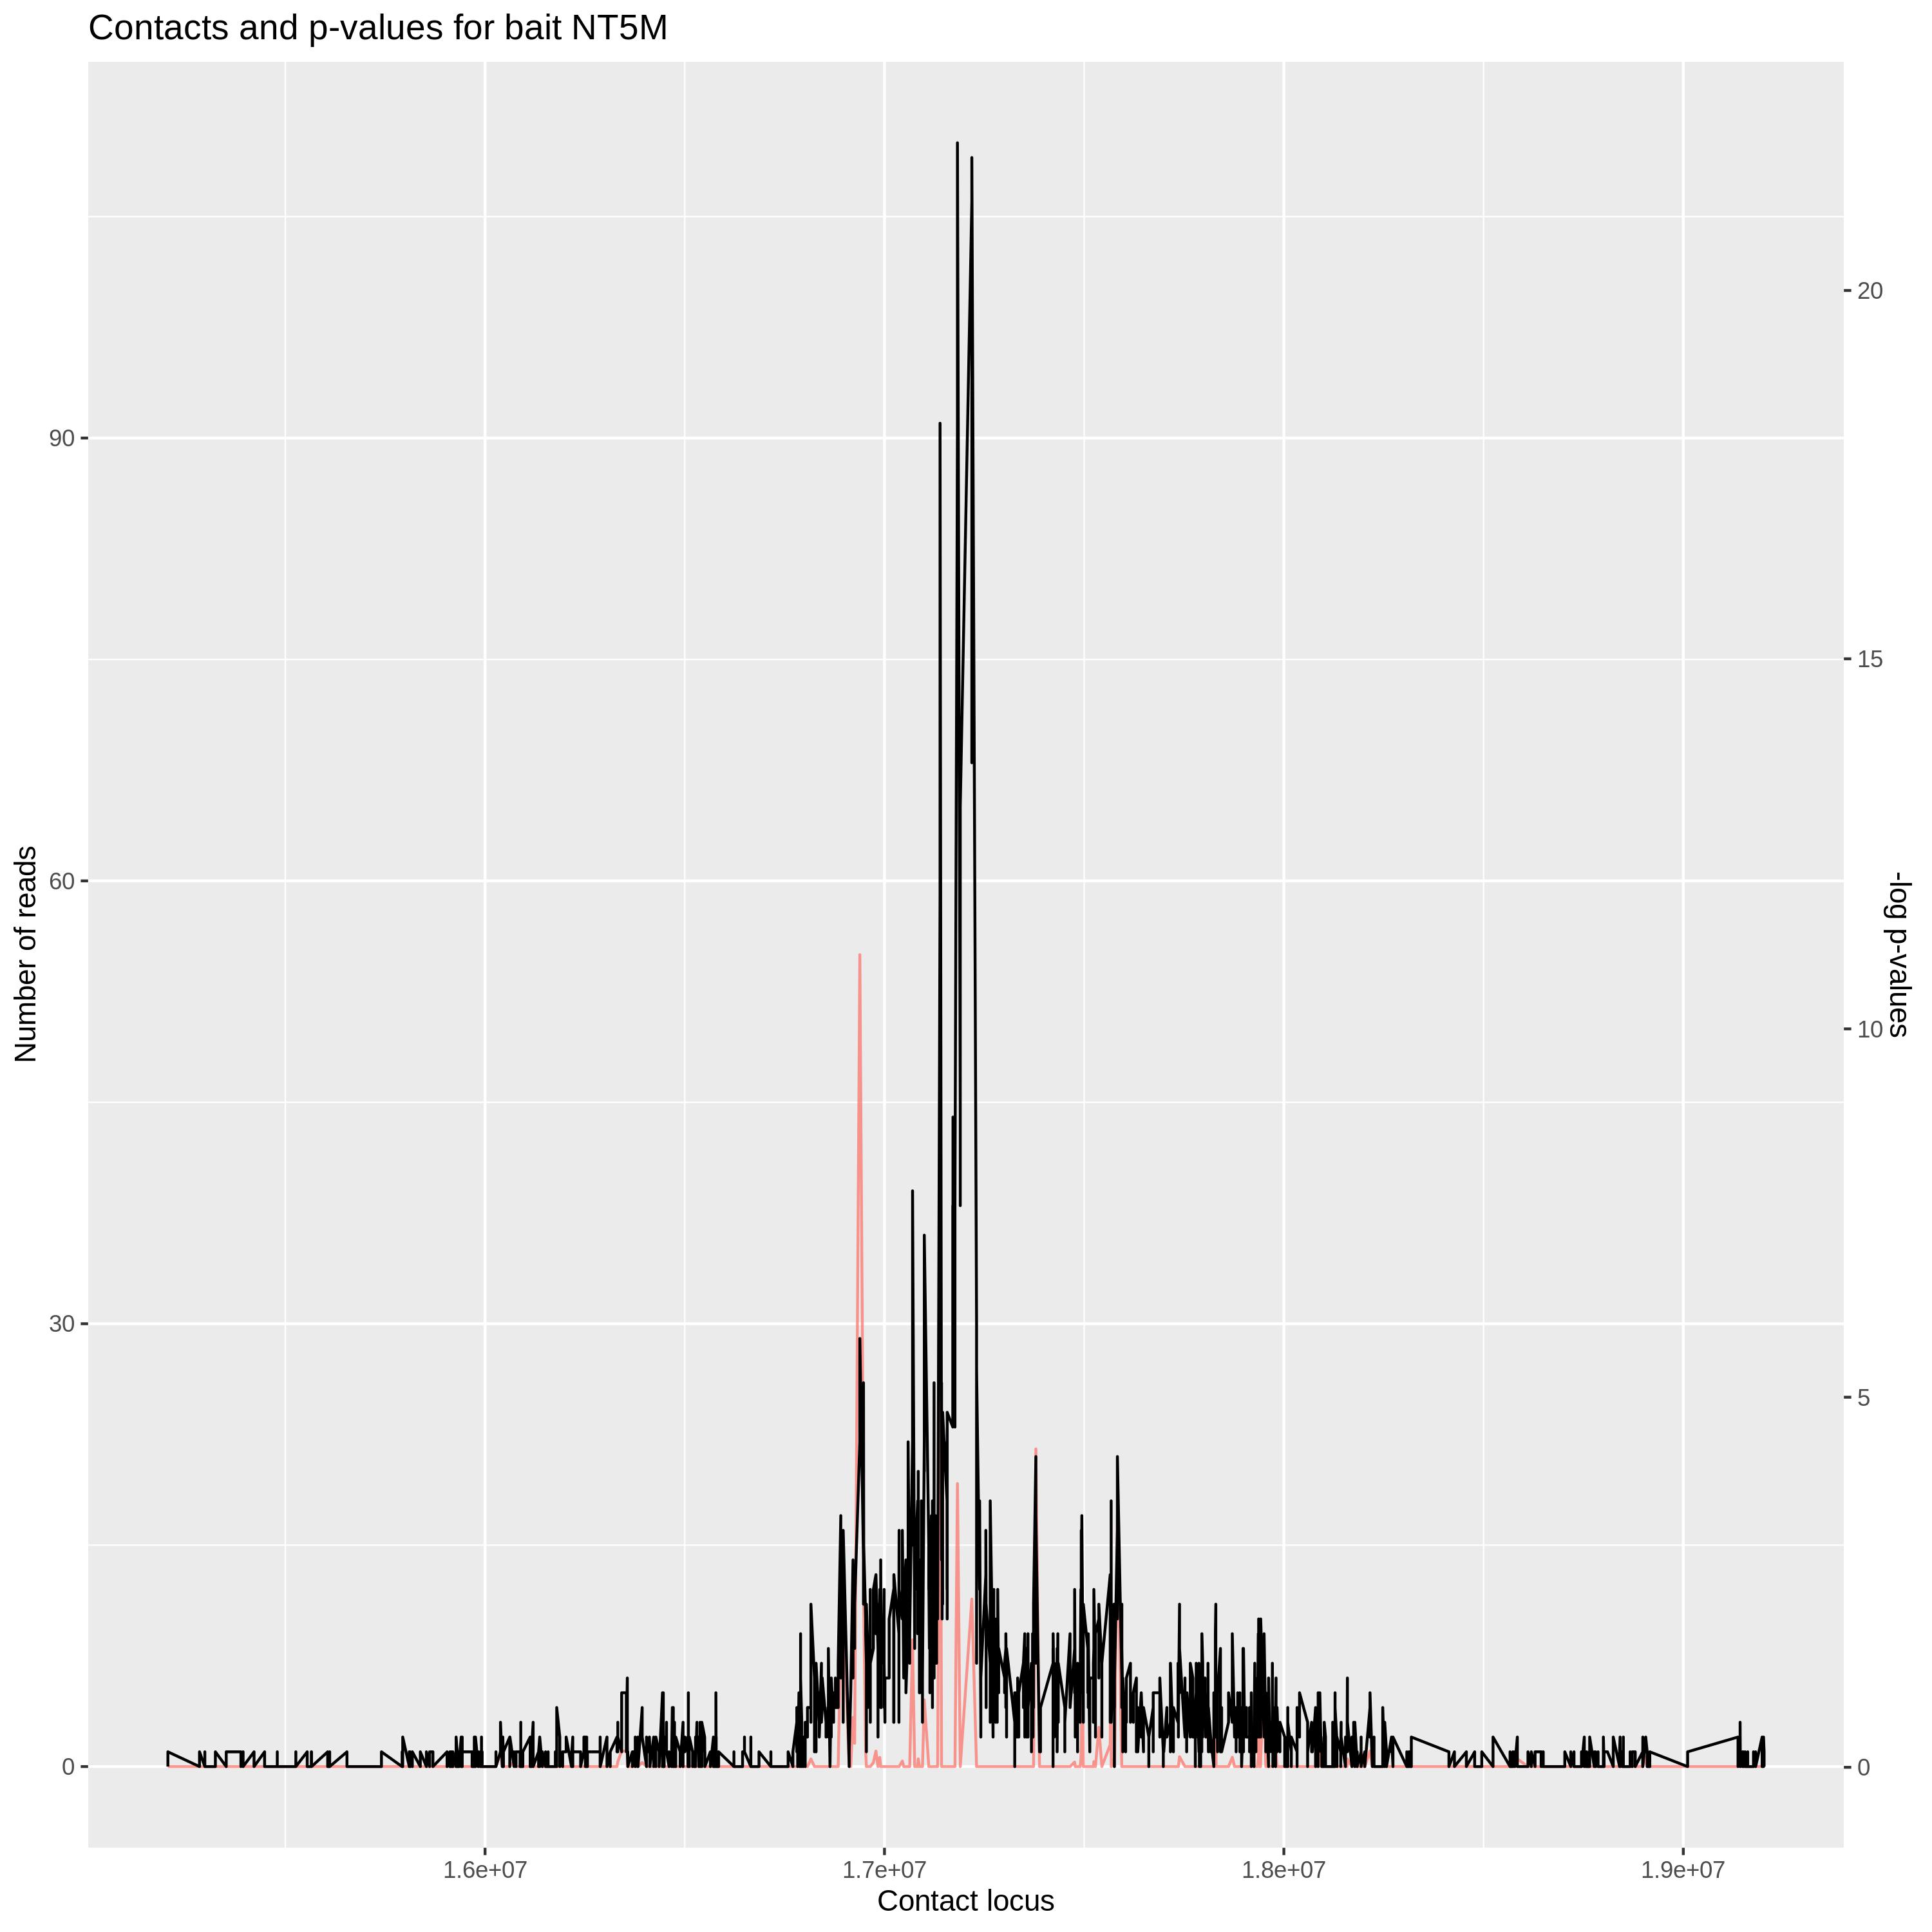 Contacts and p-values for bait NT5M
Number of reads
90
60
30
0
20
15
10
5
0
-log p-values
1.6e+07 1.7e+07 1.8e+07 1.9e+07
Contact locus